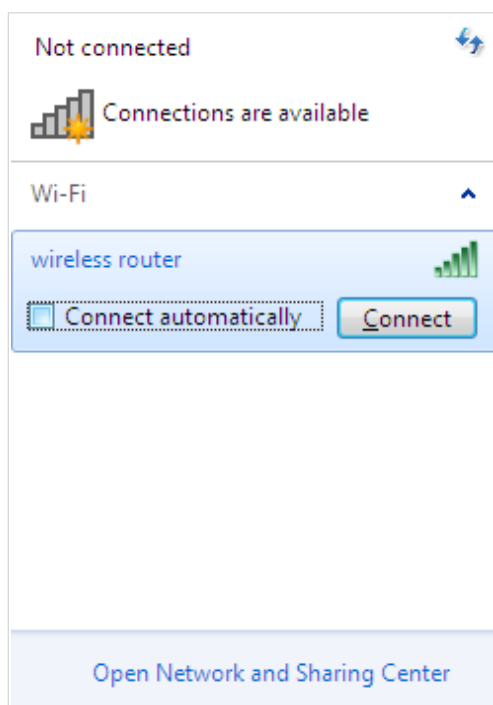 Not connected
Connections are available
Wi-Fi
wireless router
Connect automatically
Connect
Open Network and Sharing Center